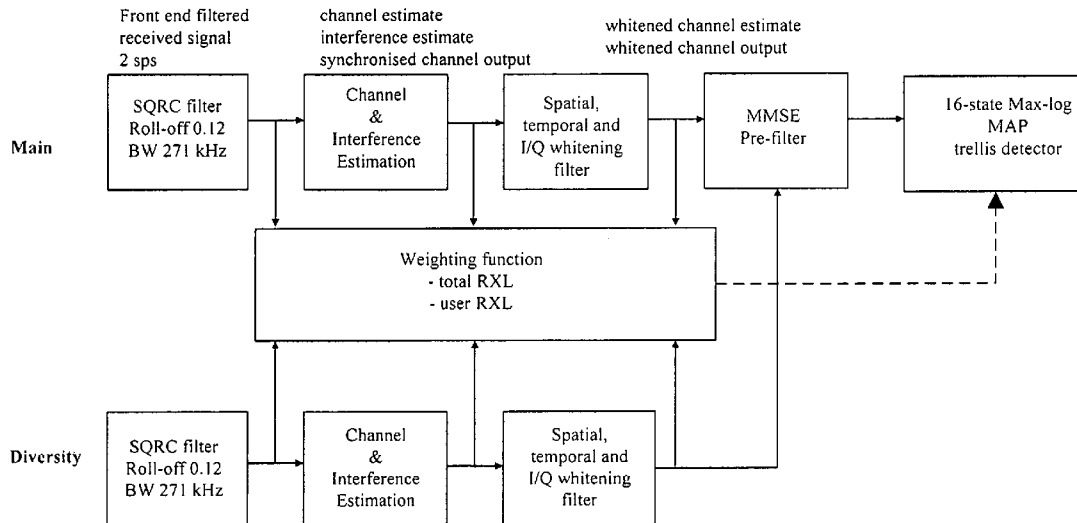 Front end filtered
received signal
2 sps
channel estimate
interference estimate
synchronised channel output
whitened channel estimate
whitened channel output
Main
SQRC filter
Roll-off 0.12
BW 271 kHz
Channel
&
Interference
Estimation
Spatial,
temporal and
I/Q whitening
filter
MMSE
Pre-filter
16-state Max-log
MAP
trellis detector
Weighting function
- total RXL
- user RXL
Diversity
SQRC filter
Roll-off 0.12
BW 271 kHz
Channel
&
Interference
Estimation
Spatial,
temporal and
I/Q whitening
filter